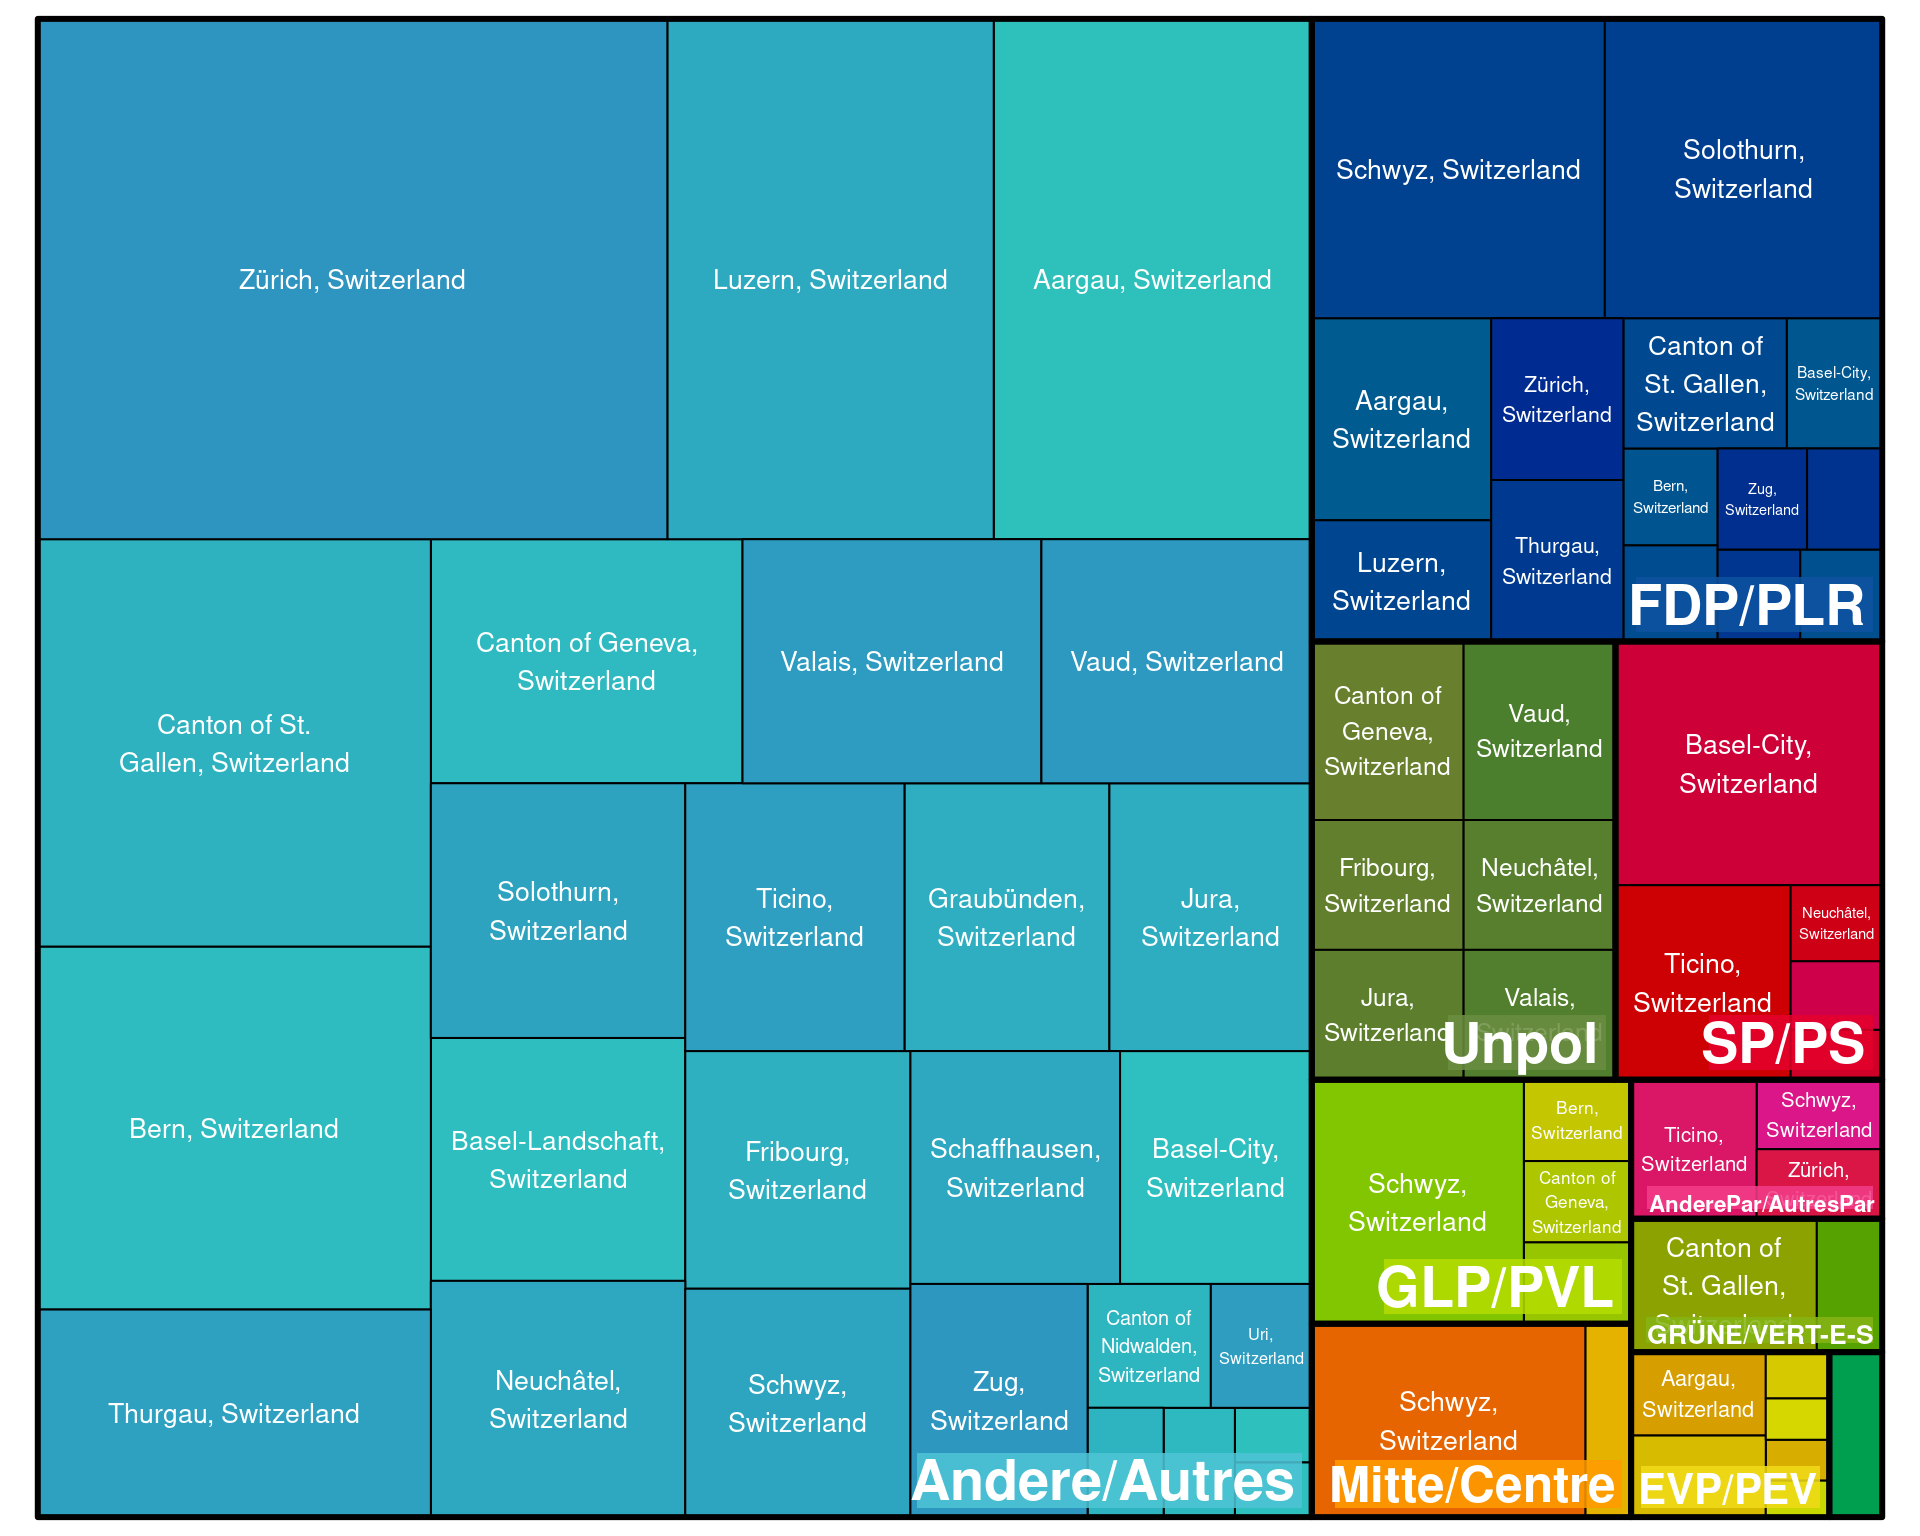 Zürich, Switzerland
Luzern, Switzerland
Aargau, Switzerland
Canton of St.
Gallen, Switzerland
Canton of Geneva,
Switzerland
Valais, Switzerland
Vaud, Switzerland
Bern, Switzerland
Thurgau, Switzerland
Solothurn,
Switzerland
Ticino,
Switzerland
Graubünden,
Switzerland
Jura,
Switzerland
Basel-Landschaft,
Switzerland
Fribourg,
Switzerland
Schaffhausen,
Switzerland
Basel-City,
Switzerland
Neuchâtel,
Switzerland
Schwyz,
Switzerland
Zug,
Switzerland
Canton of
Nidwalden,
Switzerland
Uri,
Switzerland
Andere/Autres
Schwyz, Switzerland
Solothurn,
Switzerland
Aargau,
Switzerland
Zürich,
Switzerland
Canton of
St. Gallen,
Switzerland
Basel-City,
Switzerland
Luzern,
Switzerland
Thurgau,
Switzerland
Bern,
Switzerland
Zug,
Switzerland
FDP/PLR
Canton of
Geneva,
Switzerland
Vaud,
Switzerland
Fribourg,
Switzerland
Neuchâtel,
Switzerland
Jura,
Switzerland
Valais,
Switzerland
Unpol
Basel-City,
Switzerland
Ticino,
Switzerland
Neuchâtel,
Switzerland
SP/PS
Schwyz,
Switzerland
Bern,
Switzerland
Canton of
Geneva,
Switzerland
GLP/PVL
Ticino,
Switzerland
Schwyz,
Switzerland
Zürich,
Switzerland
AnderePar/AutresPar
Canton of
St. Gallen,
Switzerland
GRÜNE/VERT-E-S
Schwyz,
Switzerland
Mitte/Centre
Aargau,
Switzerland
EVP/PEV